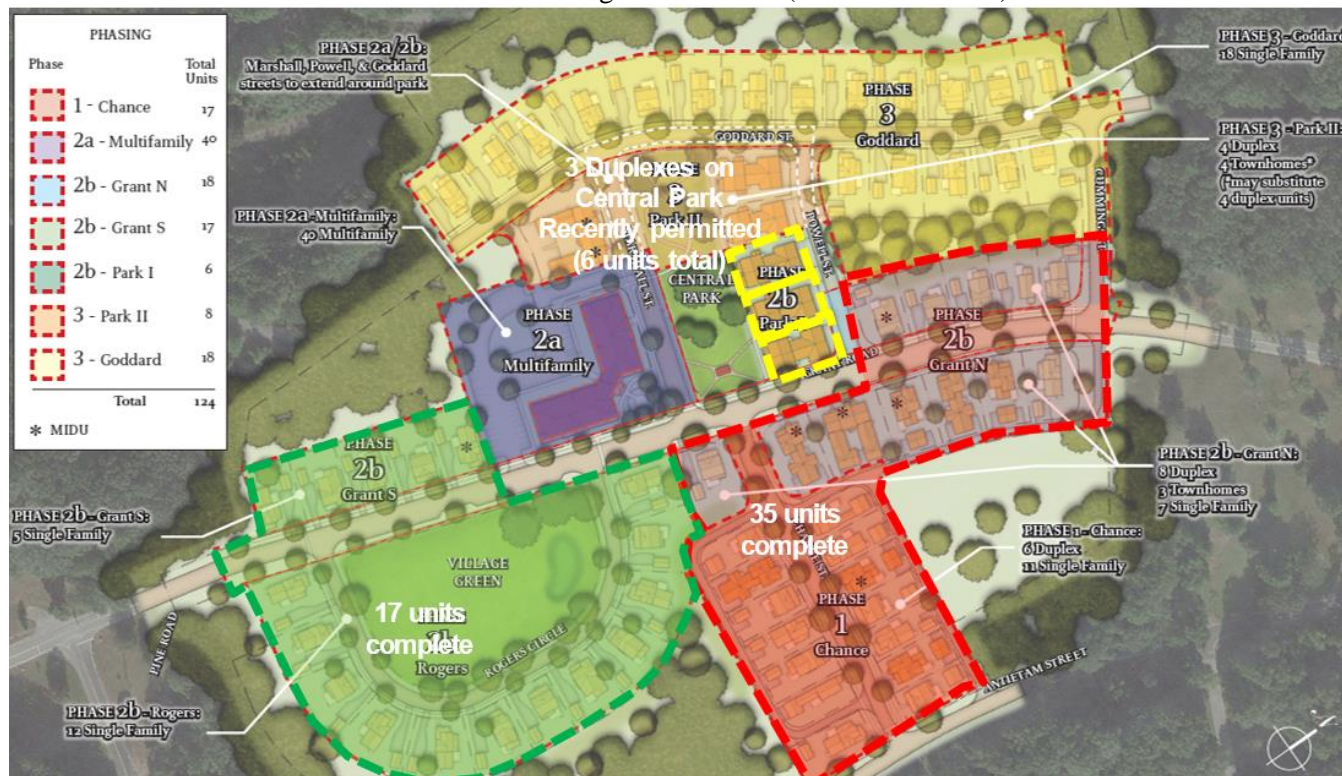 PHASING
Phase Total Units
1 - Chance 17
2a - Multifamily 40
2b - Grant N 18
2b - Grant S 17
2b - Park I 6
3 - Park II 8
3 - Goddard 18
Total 124
* MIDU
PHASE 2a/2b:
Marshall, Powell, & Goddard
streets to extend around park
PHASE 3 - Goddard
18 Single Family
PHASE
3
Goddard
PHASE 3 - Park II
4 Duplex
4 Townhomes*
(*may substitute
4 duplex units)
GODDARD ST.
3 Duplexes on
Central Park
Recently permitted
(6 units total)
PHASE
Park II
POWELL ST.
PHASE 2a - Multifamily:
40 Multifamily
CENTRAL
PARK
PHASE
2b
PHASE
2a
Multifamily
PHASE
2b
Grant N
PHASE
2b
Grant S
PHASE 2b - Grant N:
8 Duplex
3 Townhomes
7 Single Family
PHASE 2b - Grant S:
5 Single Family
35 units
complete
PHASE 1 - Chance:
6 Duplex
11 Single Family
VILLAGE
GREEN
17 units
complete
Rogers
ROGERS CIRCLE
PHASE
1
Chance
PINE ROAD
ANTIETAM STREET
PHASE 2b - Rogers:
12 Single Family